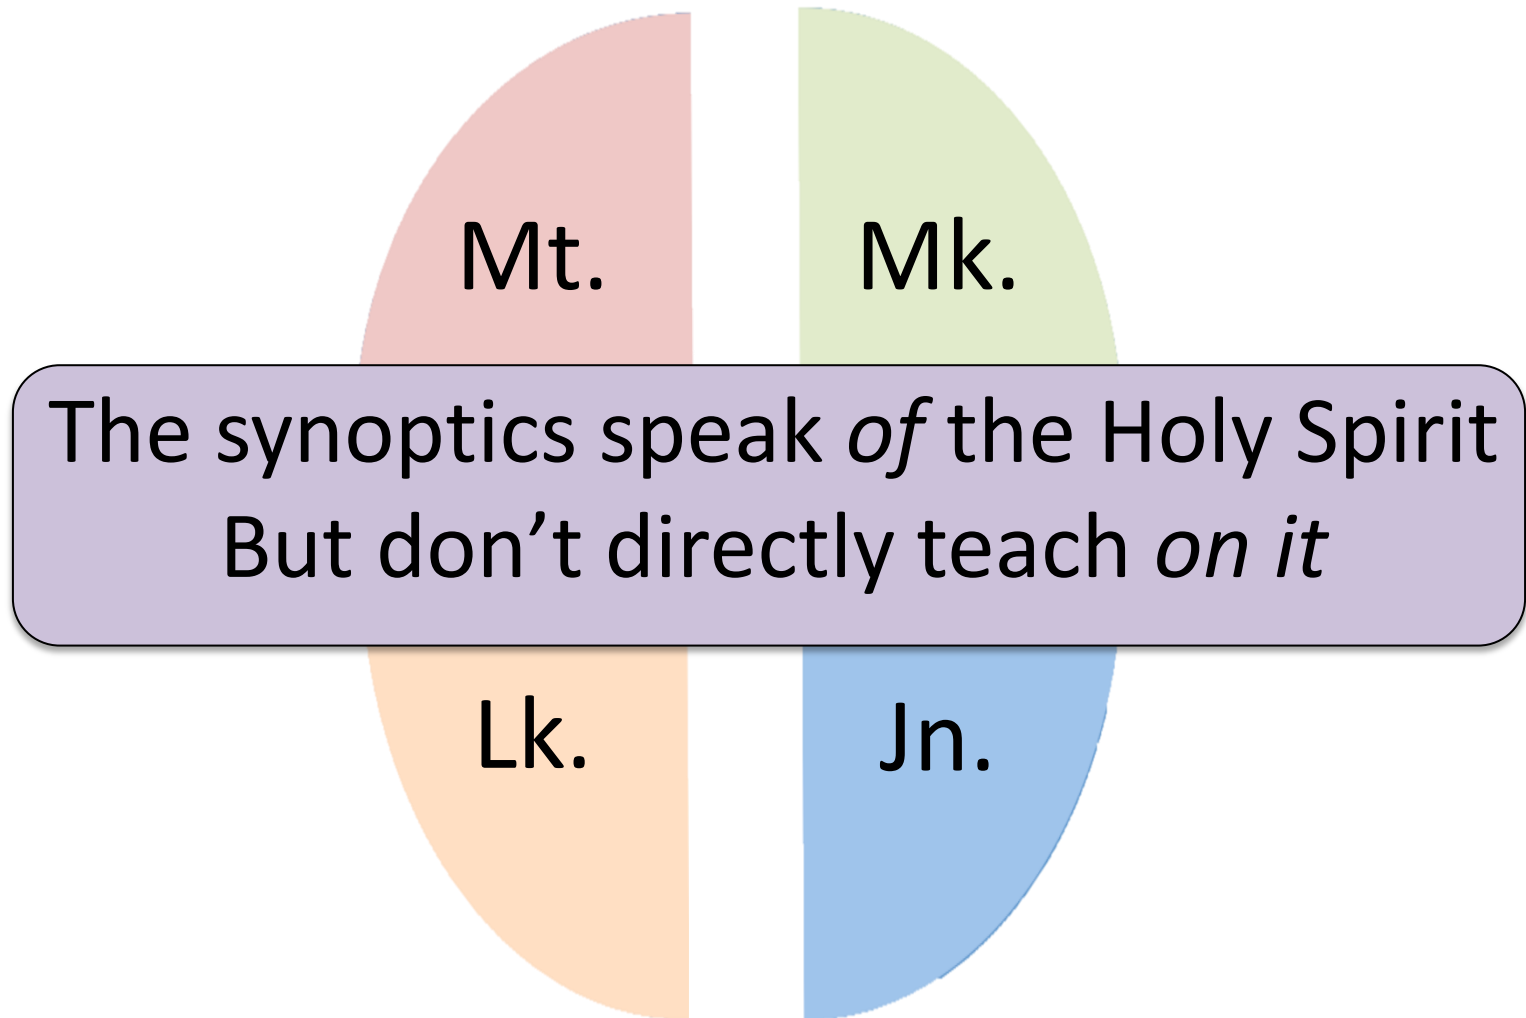 Mt.
Mk.
The synoptics speak of the Holy Spirit
But don’t directly teach on it
Lk.
Jn.